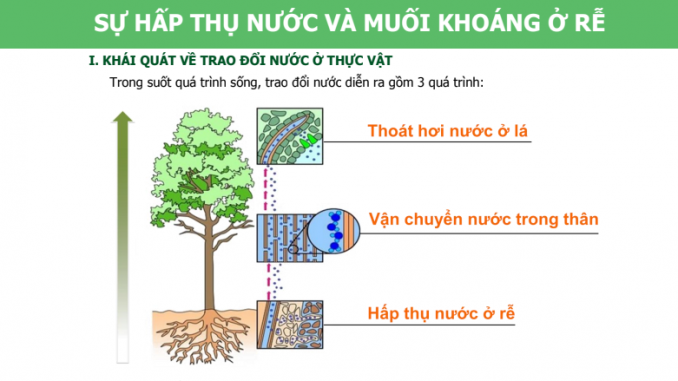 SỰ HẤP THỤ NƯỚC VÀ MUỐI KHOÁNG Ở RỄ
I. KHÁI QUÁT VỀ TRAO ĐỔI NƯỚC Ở THỰC VẬT
Trong suốt quá trình sống, trao đổi nước diễn ra gồm 3 quá trình:
Thoát hơi nước ở lá
Vận chuyển nước trong thân
Hấp thụ nước ở rễ